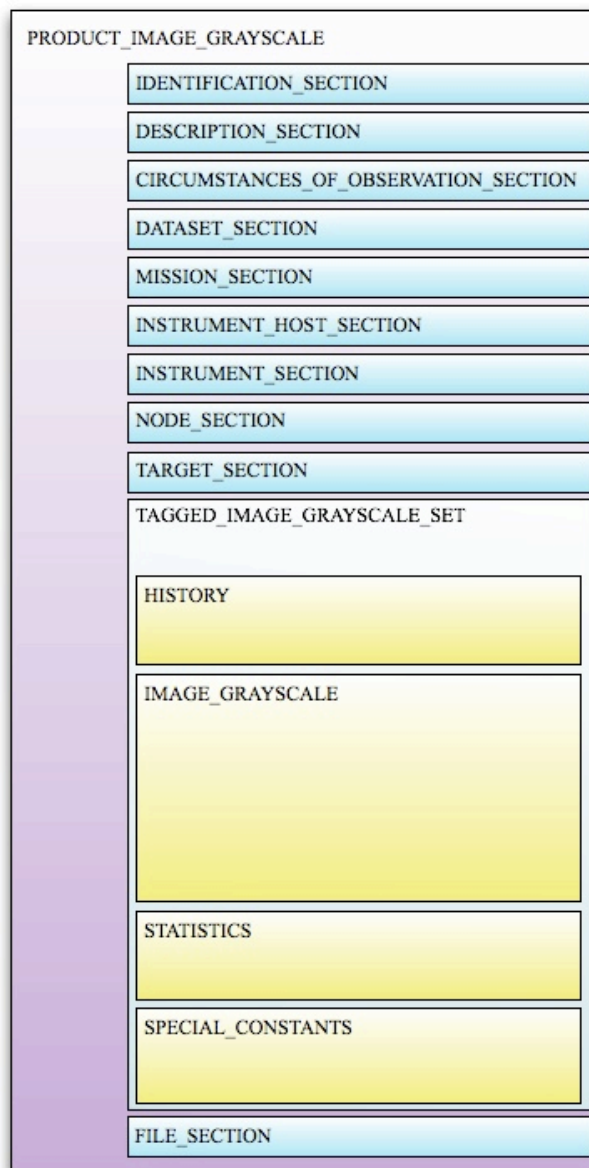 PRODUCT_IMAGE_GRAYSCALE
IDENTIFICATION_SECTION
DESCRIPTION_SECTION
CIRCUMSTANCES_OF_OBSERVATION_SECTION
DATASET_SECTION
MISSION_SECTION
INSTRUMENT_HOST_SECTION
INSTRUMENT_SECTION
NODE_SECTION
TARGET_SECTION
TAGGED_IMAGE_GRAYSCALE_SET
HISTORY
IMAGE_GRAYSCALE
STATISTICS
SPECIAL_CONSTANTS
FILE_SECTION